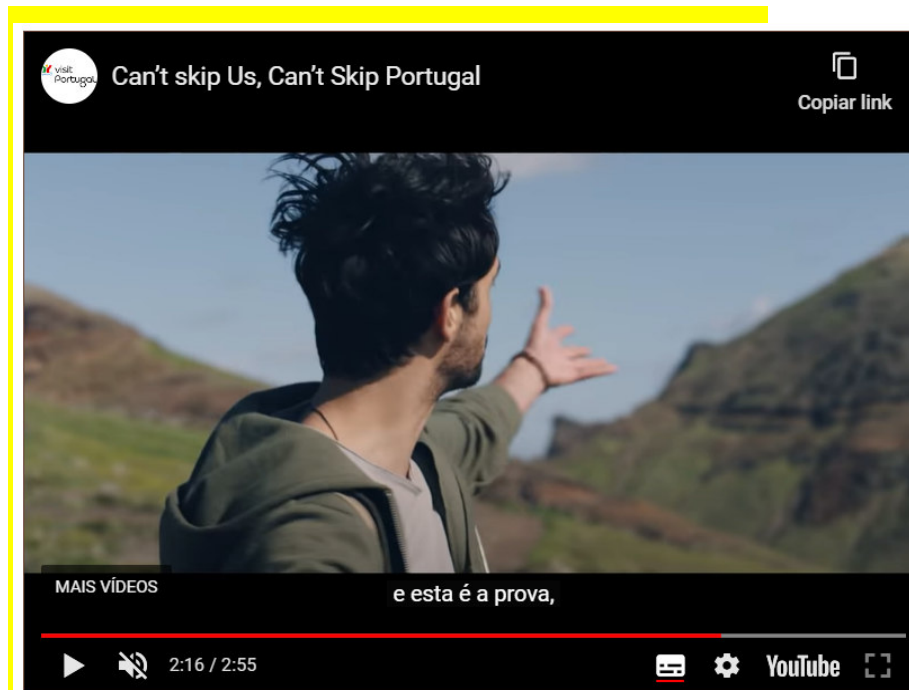 visit
Portugal
Can't skip Us, Can't Skip Portugal
Copiar link
MAIS VÍDEOS
e esta é a prova,
2:16 / 2:55
YouTube